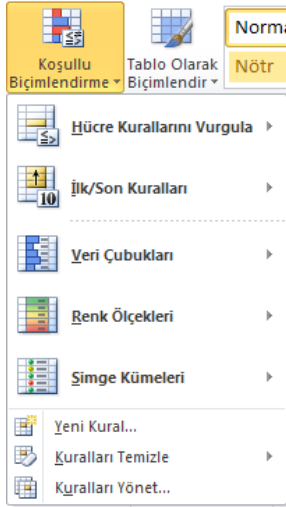 Koşullu
Biçimlendirme
Tablo Olarak
Biçimlendir
Norma
Nötr
Hücre Kurallarını Vurgula
İlk/Son Kuralları
10
Veri Çubukları
Renk Ölçekleri
Simge Kümeleri
Yeni Kural...
Kuralları Temizle
Kuralları Yönet...